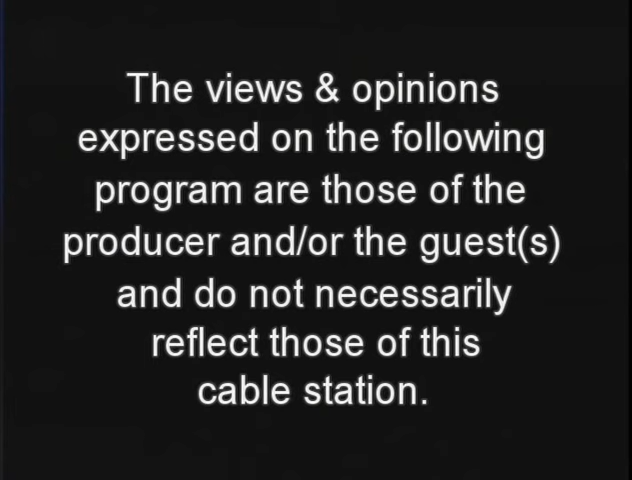 The views & opinions
expressed on the following
program are those of the
producer and/or the guest(s)
and do not necessarily
reflect those of this
cable station.